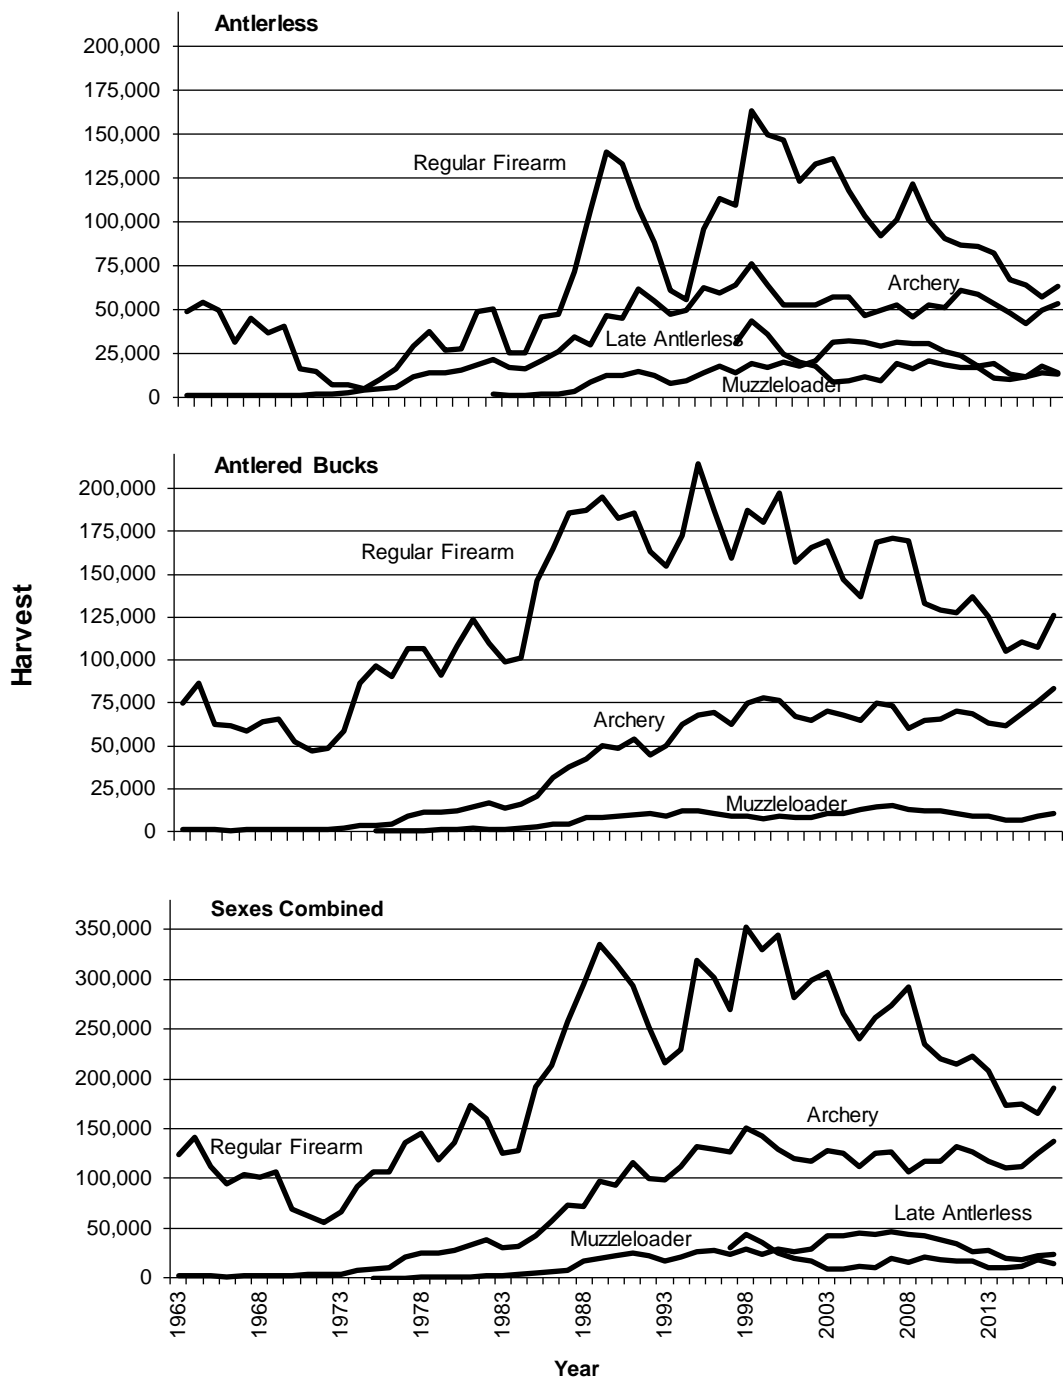 Antlerless
200,000
175,000
150,000
Regular Firearm
125,000
100,000
75,000
Archery
50,000
Late Antlerless
25,000
Muzzleloader
0
Antlered Bucks
200,000
175,000
Regular Firearm
150,000
125,000
100,000
75,000
Archery
50,000
25,000
Muzzleloader
0
Harvest
Sexes Combined
350,000
300,000
250,000
200,000
150,000
Archery
Regular Firearm
100,000
50,000
Late Antlerless
Muzzleloader
0
1963 1968 1973 1978 1983 1988 1993 1998 2003 2008 2013
Year